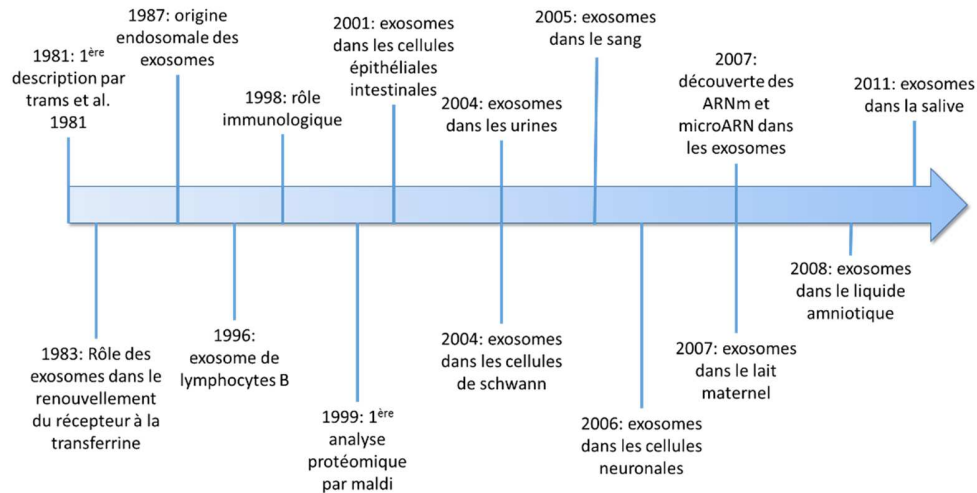 1981: 1ère
description par
trams et al.
1981
1987: origine
endosomale des
exosomes
1998: rôle
immunologique
2001: exosomes
dans les cellules
épithéliales
intestinales
2004: exosomes
dans les urines
2005: exosomes
dans le sang
2007:
découverte des
ARNm et
microARN dans
les exosomes
2011: exosomes
dans la salive
1983: Rôle des
exosomes dans le
renouvellement
du récepteur à la
transferrine
1996:
exosome de
lymphocytes B
1999: 1ère
analyse
protéomique
par maldi
2004: exosomes
dans les cellules
de schwann
2006: exosomes
dans les cellules
neuronales
2007: exosomes
dans le lait
maternel
2008: exosomes
dans le liquide
amniotique